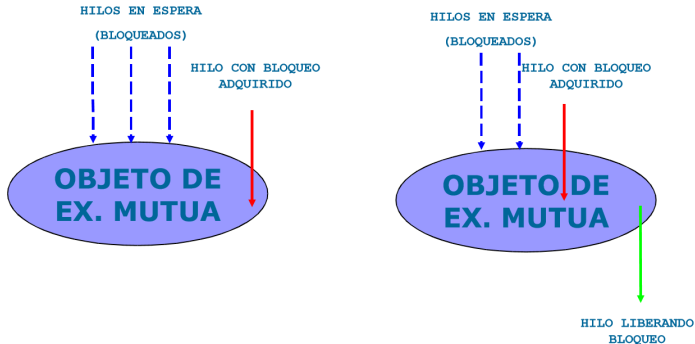 HILOS EN ESPERA
(BLOQUEADOS)
HILO CON BLOQUEO
ADQUIRIDO
OBJETO DE
EX. MUTUA
HILOS EN ESPERA
(BLOQUEADOS)
HILO CON BLOQUEO
ADQUIRIDO
OBJETO DE
EX. MUTUA
HILO LIBERANDO
BLOQUEO